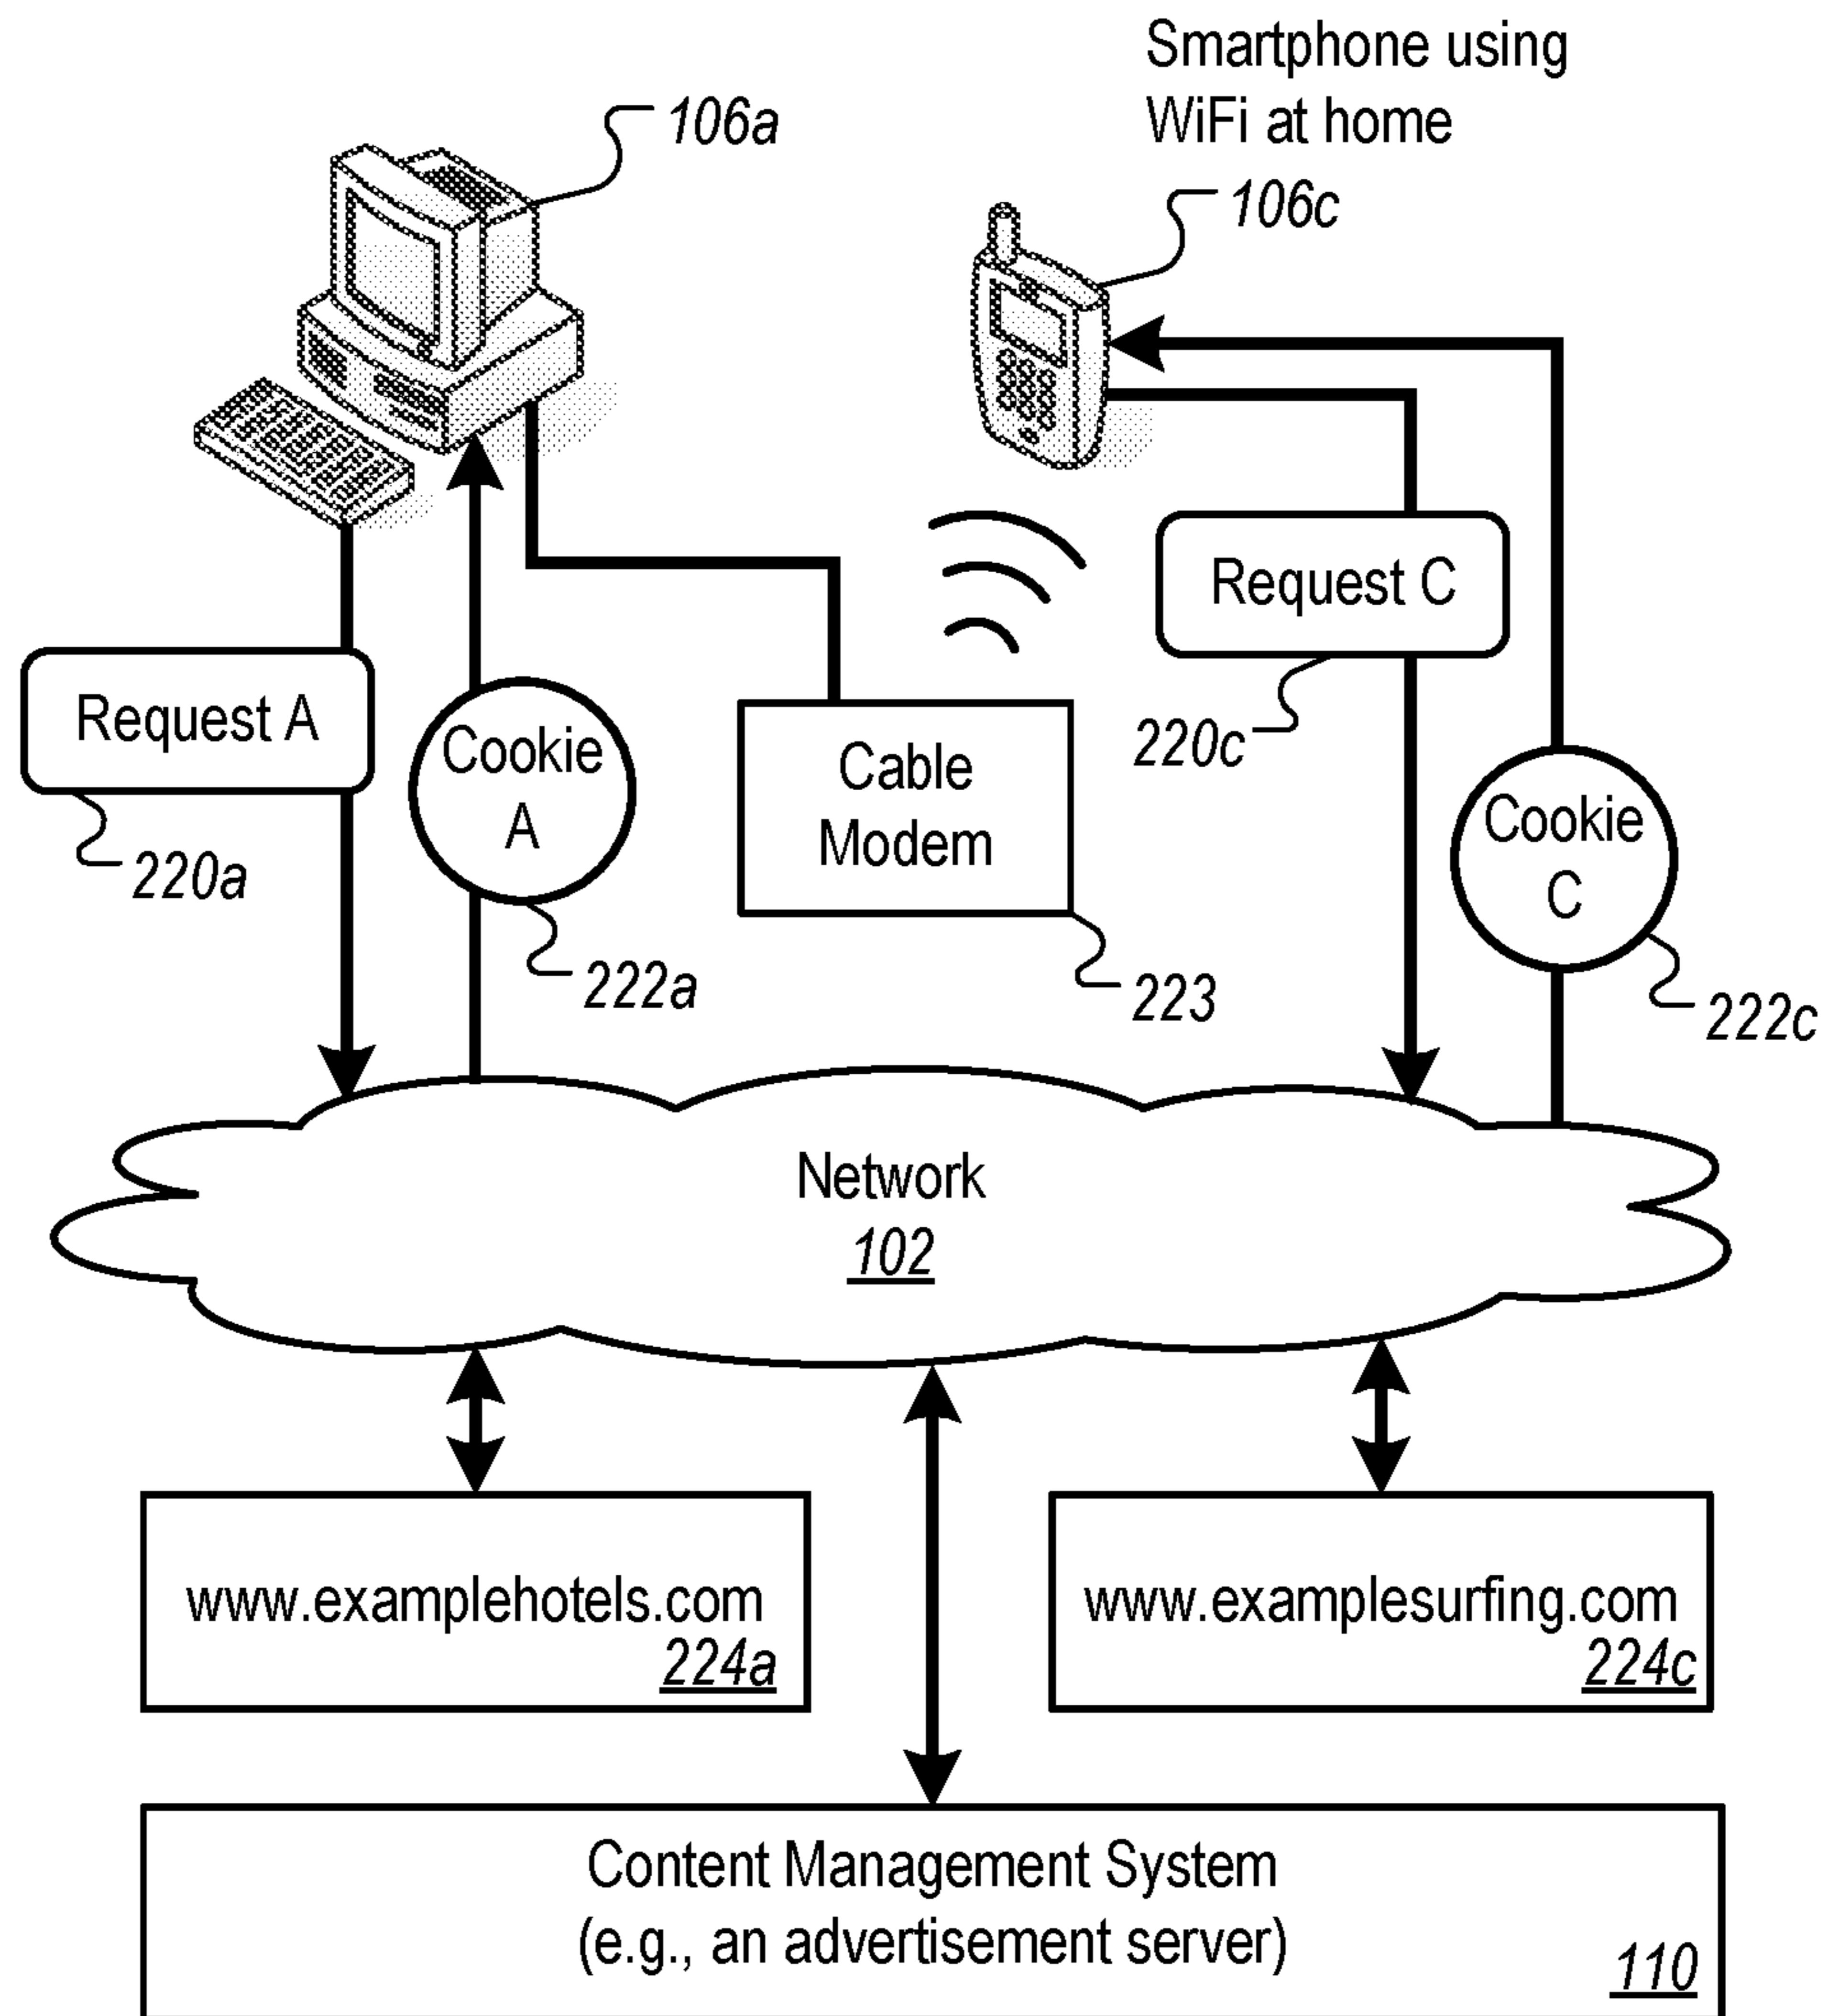 Smartphone using
WiFi at home
106a
106c
Request C
Request A
220c
Cookie
A
Cable
Modem
Cookie
C
220a
222a
223
222c
Network
102
www.examplehotels.com
224a
www.examplesurfing.com
224c
Content Management System
(e.g., an advertisement server)
110